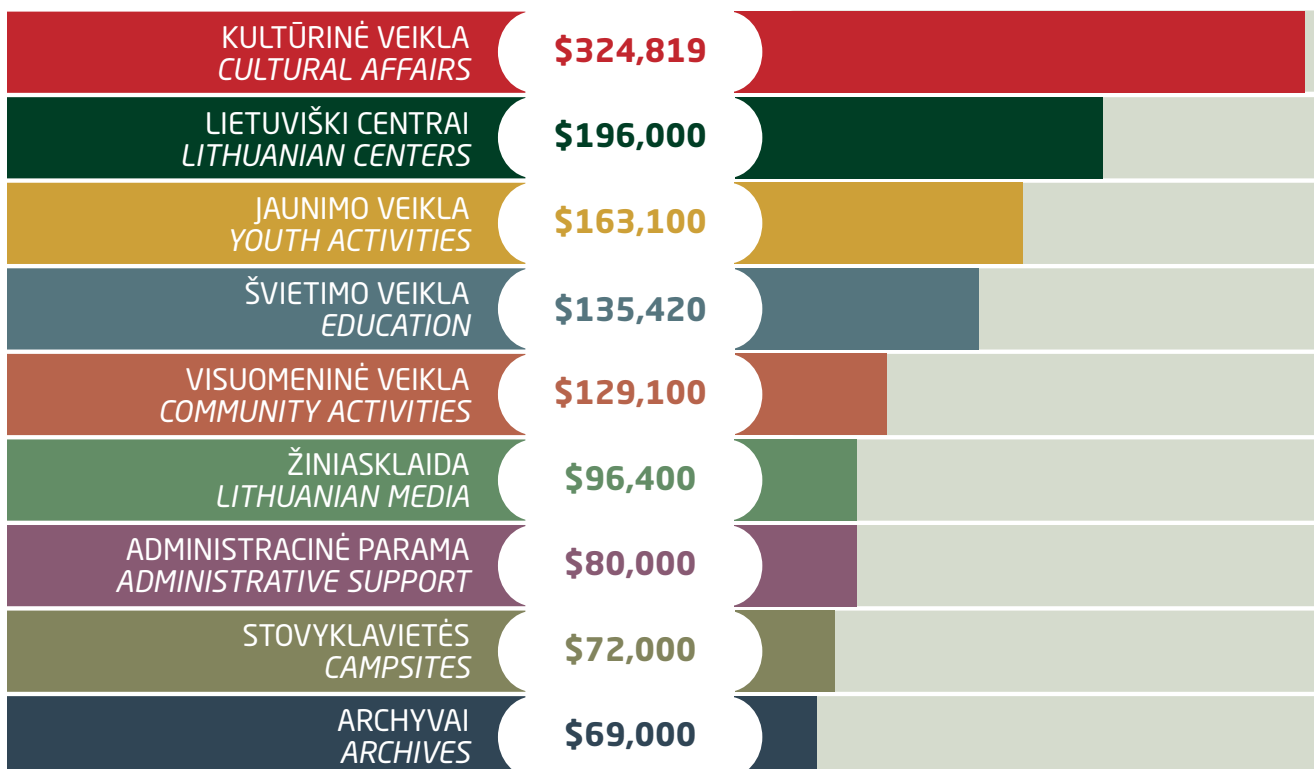 KULTŪRINĖ VEIKLA
CULTURAL AFFAIRS
$324,819
LIETUVIŠKI CENTRAI
LITHUANIAN CENTERS
$196,000
JAUNIMO VEIKLA
YOUTH ACTIVITIES
$163,100
ŠVIETIMO VEIKLA
EDUCATION
$135,420
VISUOMENINĖ VEIKLA
COMMUNITY ACTIVITIES
$129,100
ŽINIASKLAIDA
LITHUANIAN MEDIA
$96,400
ADMINISTRACINĖ PARAMA
ADMINISTRATIVE SUPPORT
$80,000
STOVYKLAVIETĖS
CAMPSITES
$72,000
ARCHYVAI
ARCHIVES
$69,000